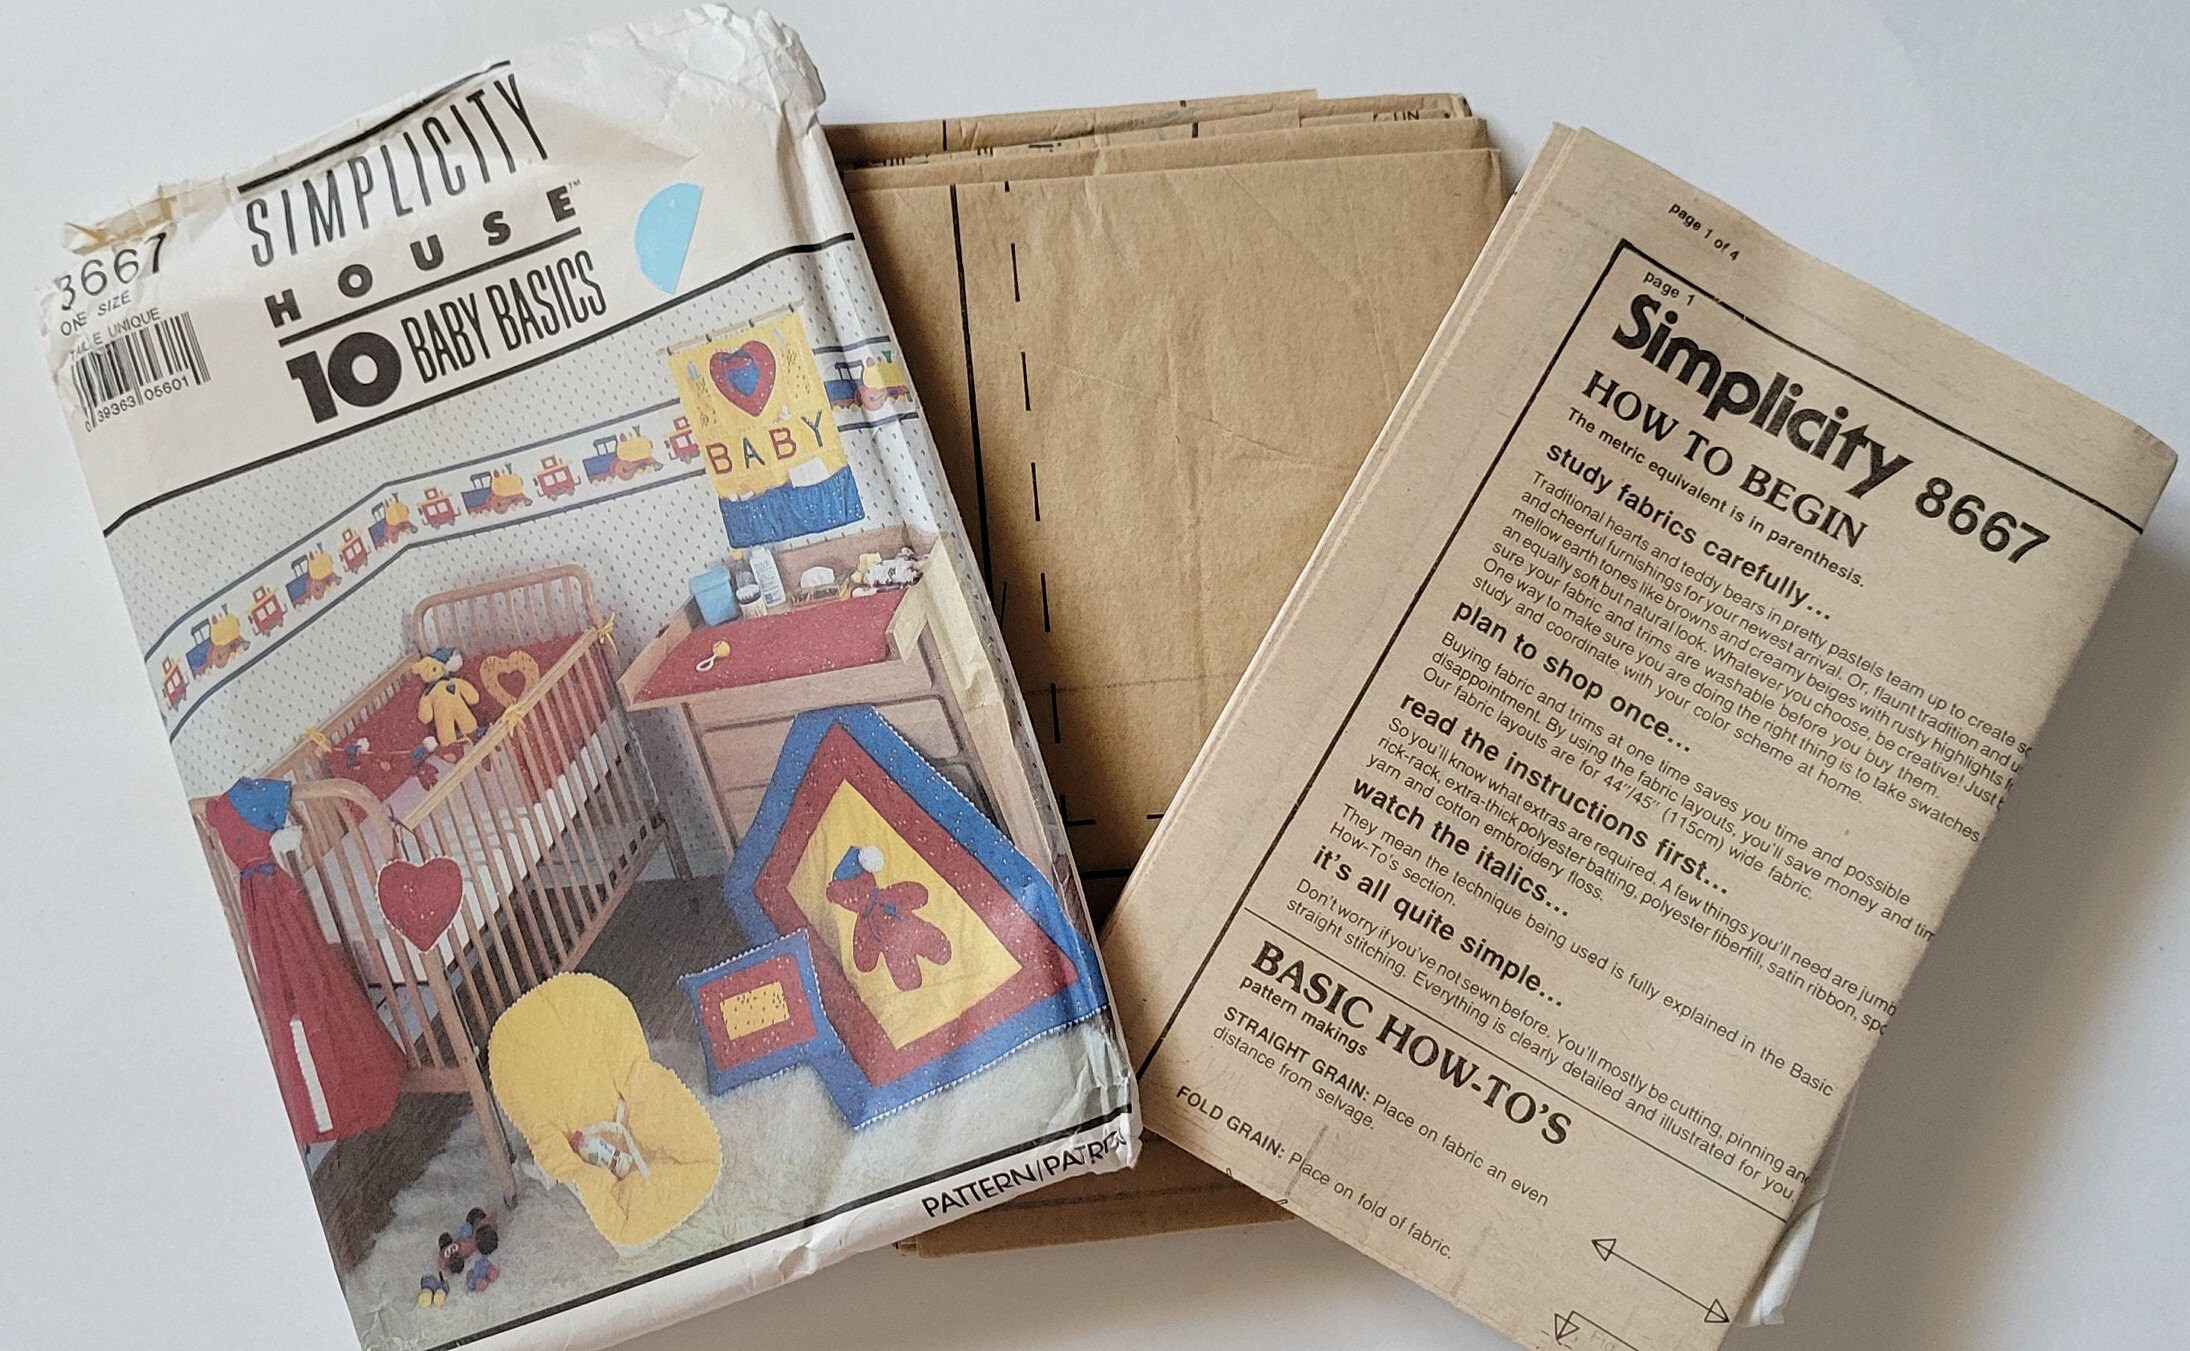 SIMPLICITY
HOUSE™
10 BABY BASICS
8667
ONE SIZE
TAILLE UNIQUE
0 39363 05601
BABY
PATTERN/PATRON
LIN
page 1 of 4
page 1
Simplicity 8667
HOW TO BEGIN
The metric equivalent is in parenthesis.
study fabrics carefully...
Traditional hearts and teddy bears in pretty pastels team up to create
and cheerful furnishings for your newest arrival. Or, flaunt tradition and
mellow earth tones like browns and creamy beiges with rusty highlights
an equally soft but natural look. Whatever you choose, be creative! Just
sure your fabric and trims are washable before you buy them.
One way to make sure you are doing the right thing is to take swatches
study and coordinate with your color scheme at home.
plan to shop once...
Buying fabric and trims at one time saves you time and possible
disappointment. By using the fabric layouts, you'll save money and
Our fabric layouts are for 44"/45" (115cm) wide fabric.
read the instructions first...
So you'll know what extras are required. A few things you'll need are
rick-rack, extra-thick polyester batting, polyester fiberfill, satin ribbon,
yarn and cotton embroidery floss.
watch the italics...
They mean the technique being used is fully explained in the Basic
How-To's section.
it's all quite simple...
Don't worry if you've not sewn before. You'll mostly be cutting, pinning
straight stitching. Everything is clearly detailed and illustrated for you.
BASIC HOW-TO'S
pattern makings
STRAIGHT GRAIN: Place on fabric an even
distance from selvage.
FOLD GRAIN: Place on fold of fabric.